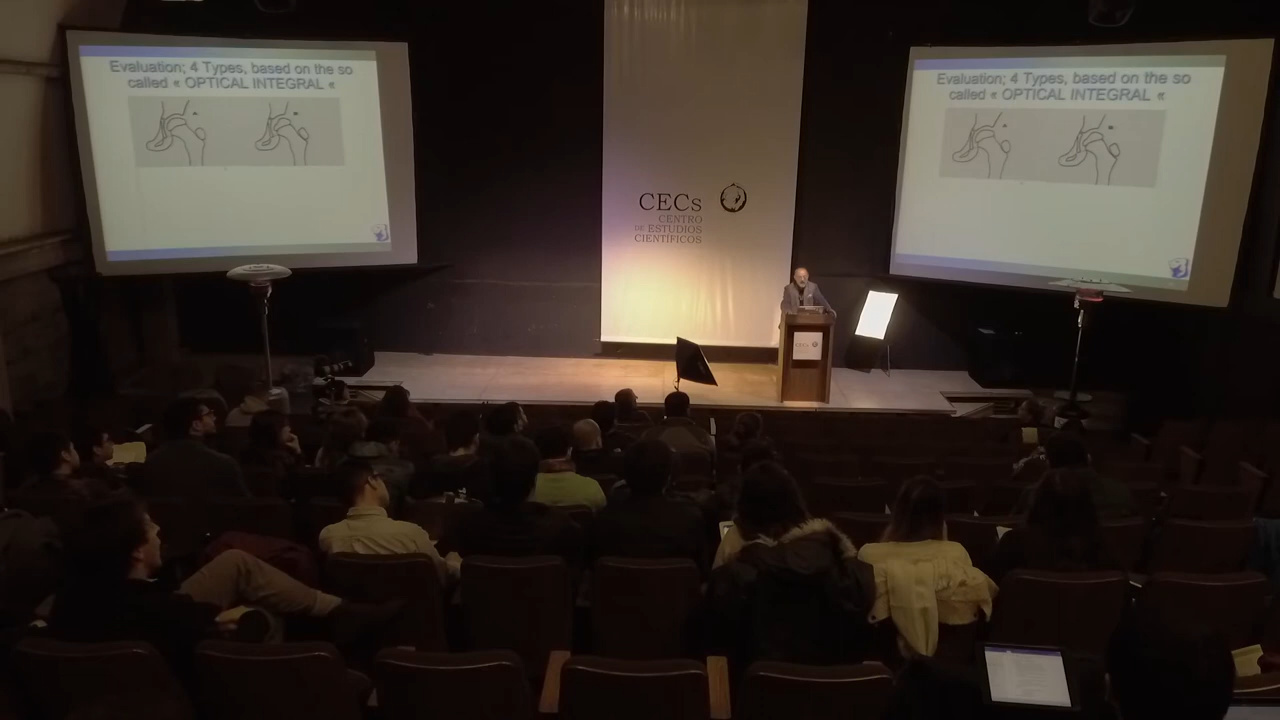 Evaluation; 4 Types, based on the so
called « OPTICAL INTEGRAL «
CECs
CENTRO
DE ESTUDIOS
CIENTÍFICOS
CECs
Evaluation; 4 Types, based on the so
called « OPTICAL INTEGRAL «